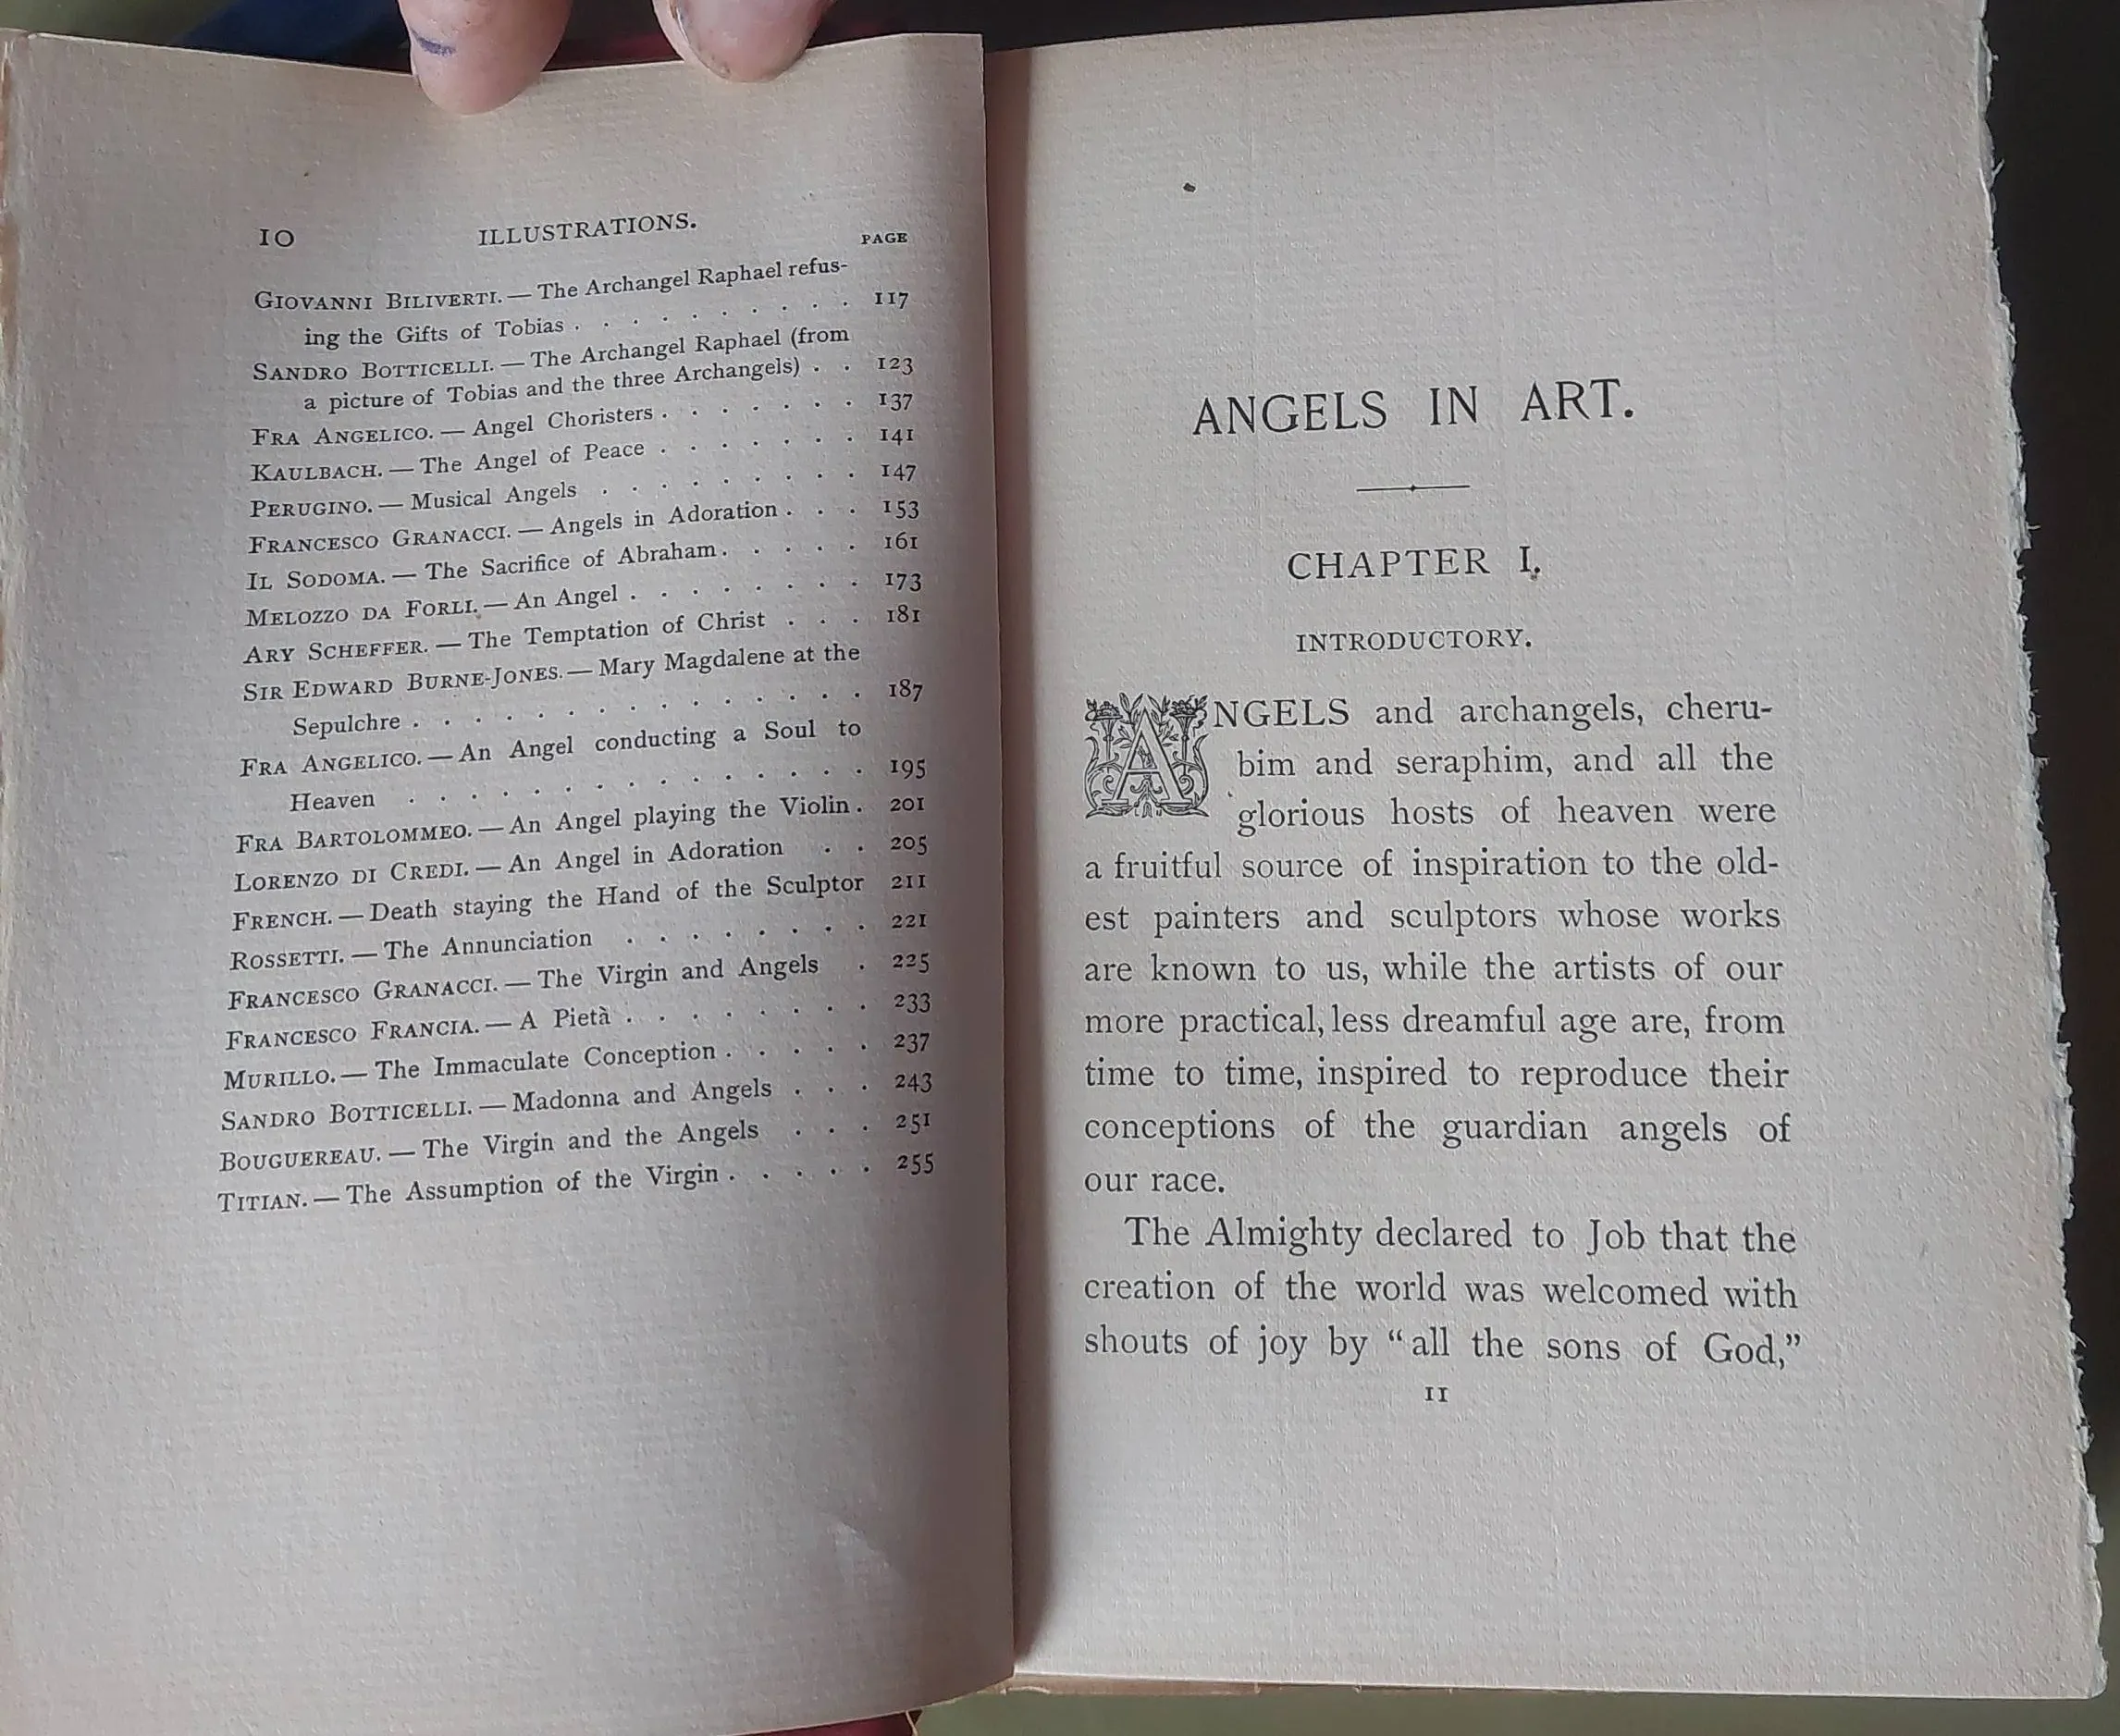 10 ILLUSTRATIONS.
PAGE
GIOVANNI BILIVERTI. — The Archangel Raphael refus-
ing the Gifts of Tobias . . . . . . . . . . 117
SANDRO BOTTICELLI. — The Archangel Raphael (from
a picture of Tobias and the three Archangels) . . 123
FRA ANGELICO. — Angel Choristers . . . . . . . 137
KAULBACH. — The Angel of Peace . . . . . . . 141
PERUGINO. — Musical Angels . . . . . . . . . 147
FRANCESCO GRANACCI. — Angels in Adoration . . . 153
IL SODOMA. — The Sacrifice of Abraham . . . . . 161
MELOZZO DA FORLI. — An Angel . . . . . . . . 173
ARY SCHEFFER. — The Temptation of Christ . . . 181
SIR EDWARD BURNE-JONES. — Mary Magdalene at the
Sepulchre . . . . . . . . . . . . . . . 187
FRA ANGELICO. — An Angel conducting a Soul to
Heaven . . . . . . . . . . . . . . . 195
FRA BARTOLOMMEO. — An Angel playing the Violin . 201
LORENZO DI CREDI. — An Angel in Adoration . . 205
FRENCH. — Death staying the Hand of the Sculptor 211
ROSSETTI. — The Annunciation . . . . . . . . 221
FRANCESCO GRANACCI. — The Virgin and Angels . 225
FRANCESCO FRANCIA. — A Pietà . . . . . . . . 233
MURILLO. — The Immaculate Conception . . . . . 237
SANDRO BOTTICELLI. — Madonna and Angels . . . 243
BOUGUEREAU. — The Virgin and the Angels . . . 251
TITIAN. — The Assumption of the Virgin . . . . . 255
ANGELS IN ART.
CHAPTER I.
INTRODUCTORY.
ANGELS and archangels, cheru-
bim and seraphim, and all the
glorious hosts of heaven were
a fruitful source of inspiration to the old-
est painters and sculptors whose works
are known to us, while the artists of our
more practical, less dreamful age are, from
time to time, inspired to reproduce their
conceptions of the guardian angels of
our race.
The Almighty declared to Job that the
creation of the world was welcomed with
shouts of joy by “all the sons of God,”
11